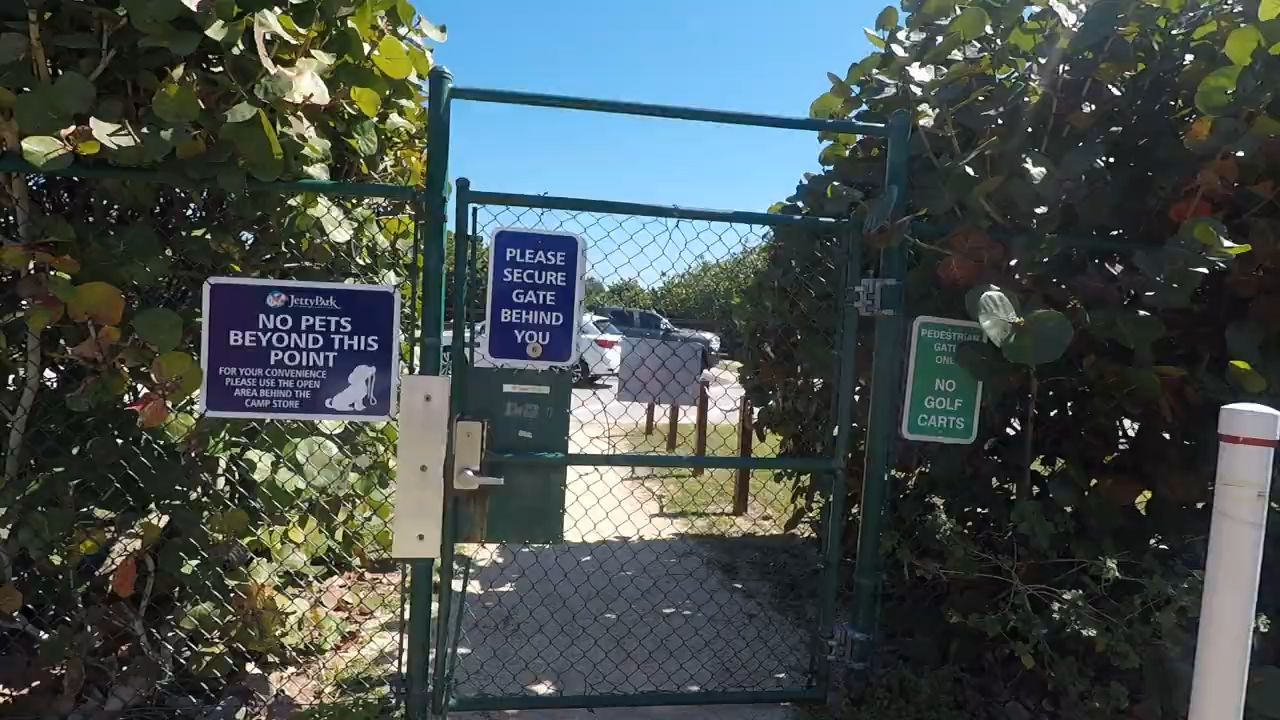 JettyPark
NO PETS
BEYOND THIS
POINT
FOR YOUR CONVENIENCE
PLEASE USE THE OPEN
AREA BEHIND THE
CAMP STORE
PLEASE
SECURE
GATE
BEHIND
YOU
PEDESTRIAN
GATE
ONLY
NO
GOLF
CARTS